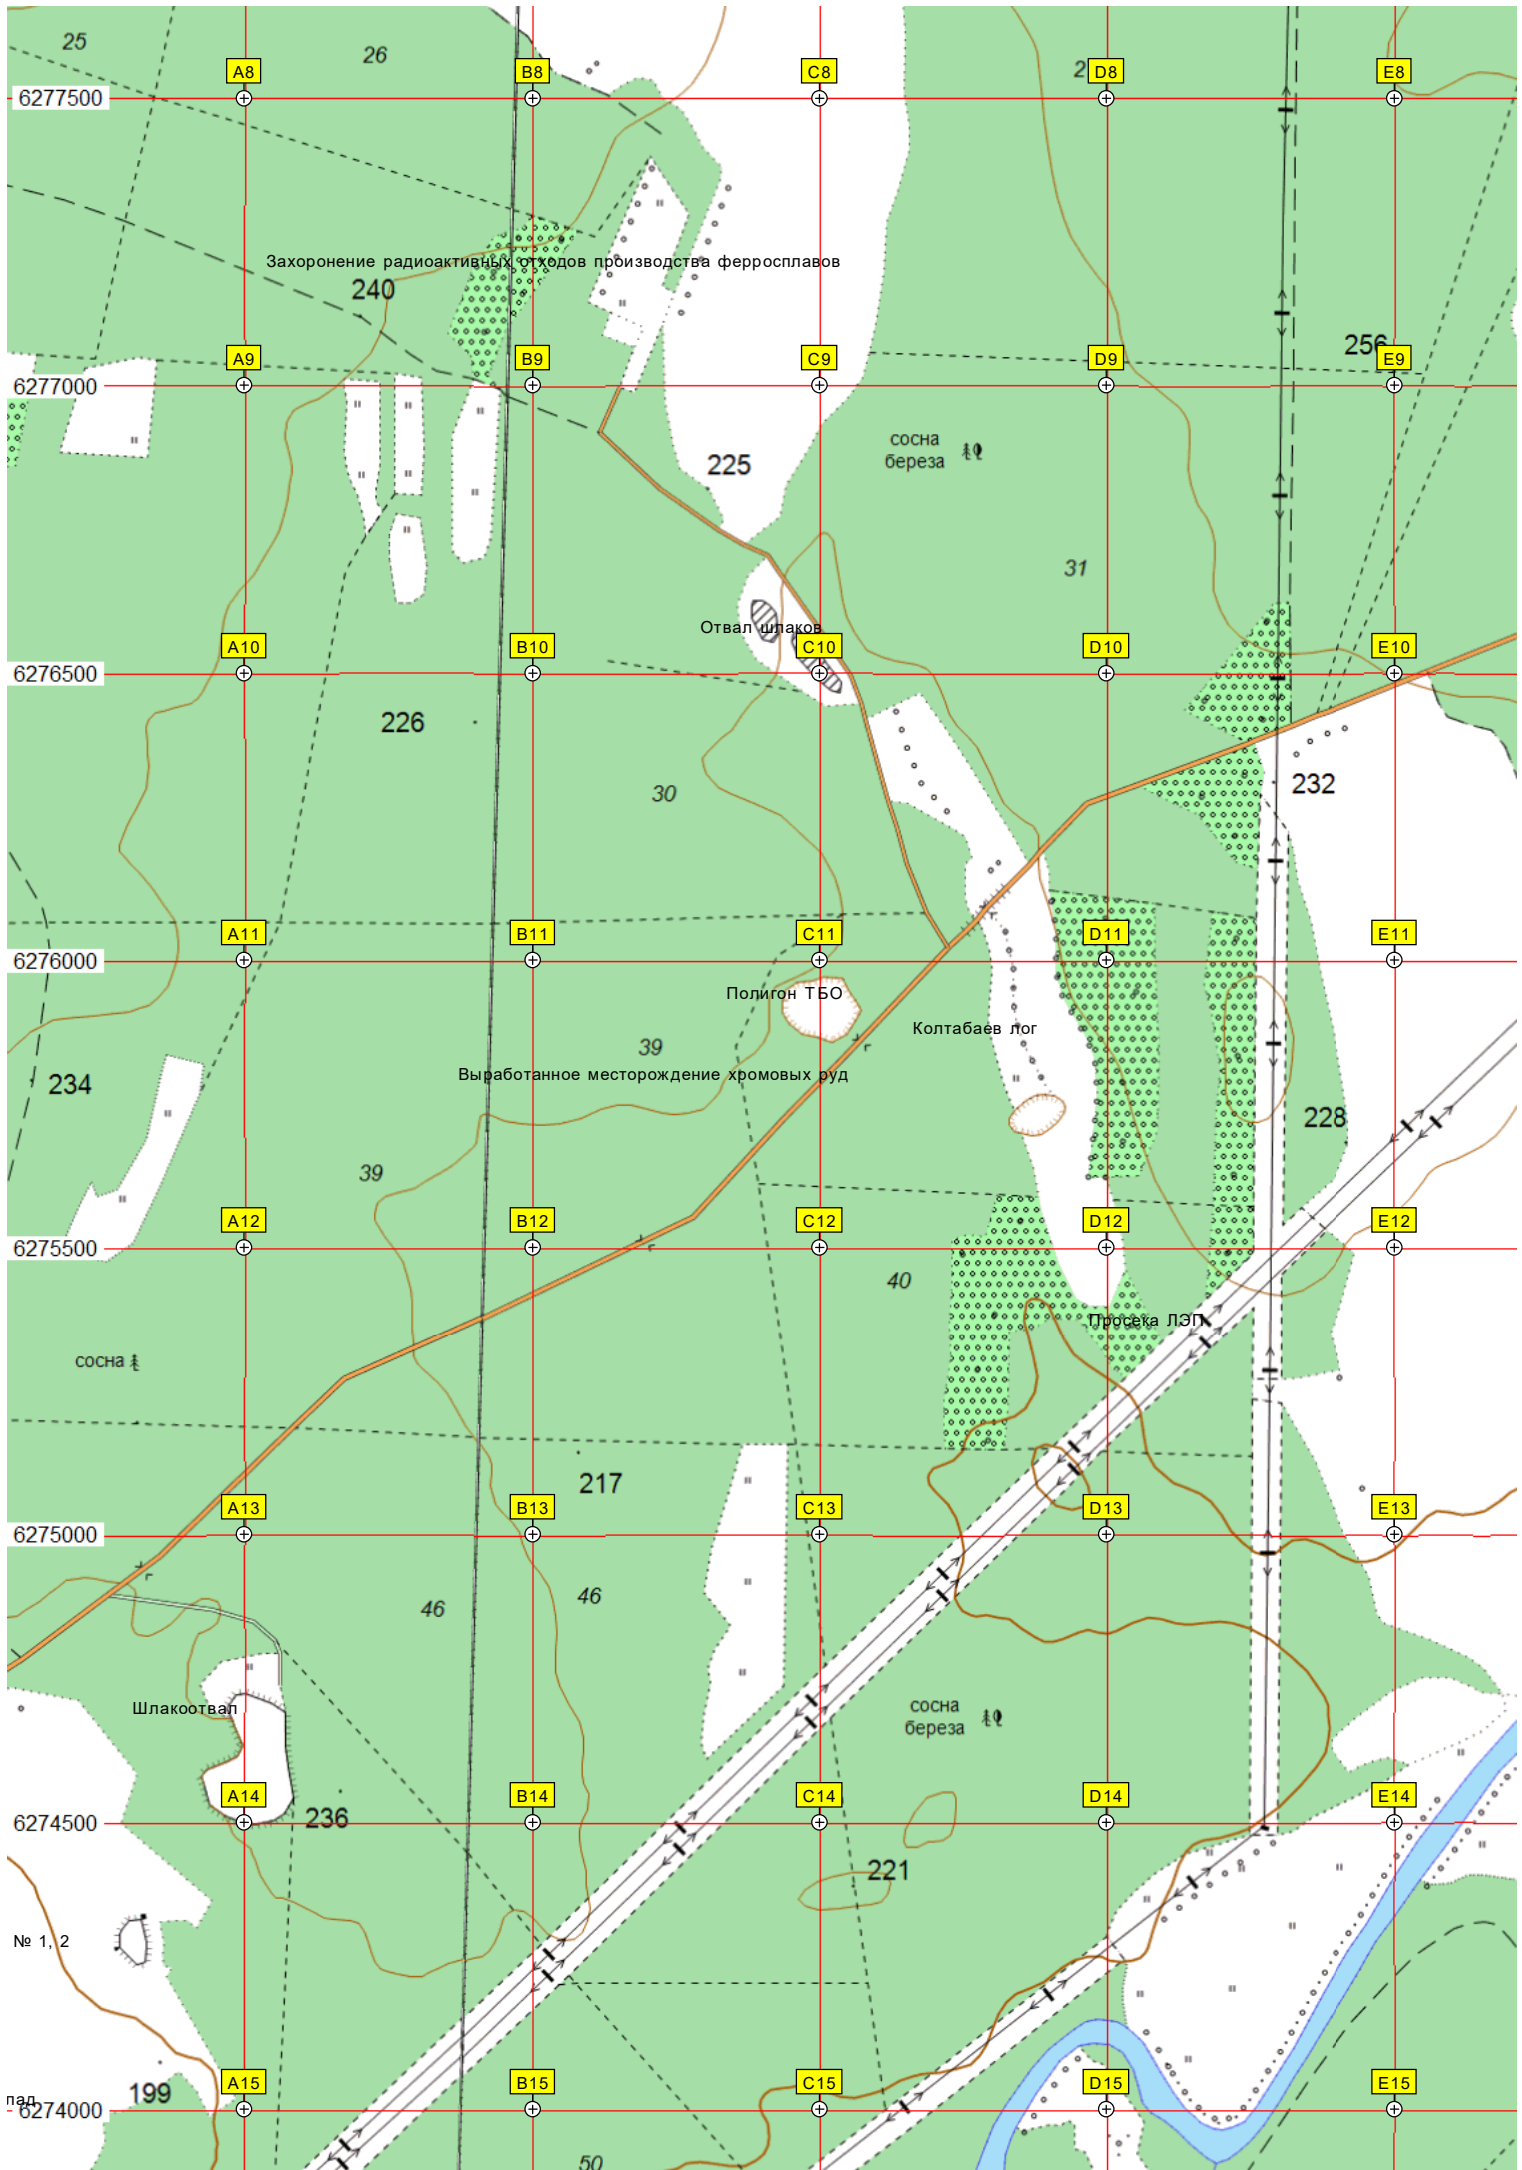 25
26
A8
B8
C8
D8
E8
6277500
Захоронение радиоактивных отходов производства ферросплавов
240
256
A9
B9
C9
D9
E9
6277000
225
сосна
береза
31
Отвал шлаков
A10
B10
C10
D10
E10
6276500
226
30
232
A11
B11
C11
D11
E11
6276000
Полигон ТБО
Колтабаев лог
39
Выработанное месторождение хромовых руд
234
228
39
A12
B12
C12
D12
E12
6275500
40
Просека ЛЭП
сосна
217
A13
B13
C13
D13
E13
6275000
46
46
Шлакоотвал
сосна
береза
A14
B14
C14
D14
E14
236
6274500
221
№ 1, 2
199
A15
B15
C15
D15
E15
пад
6274000
50